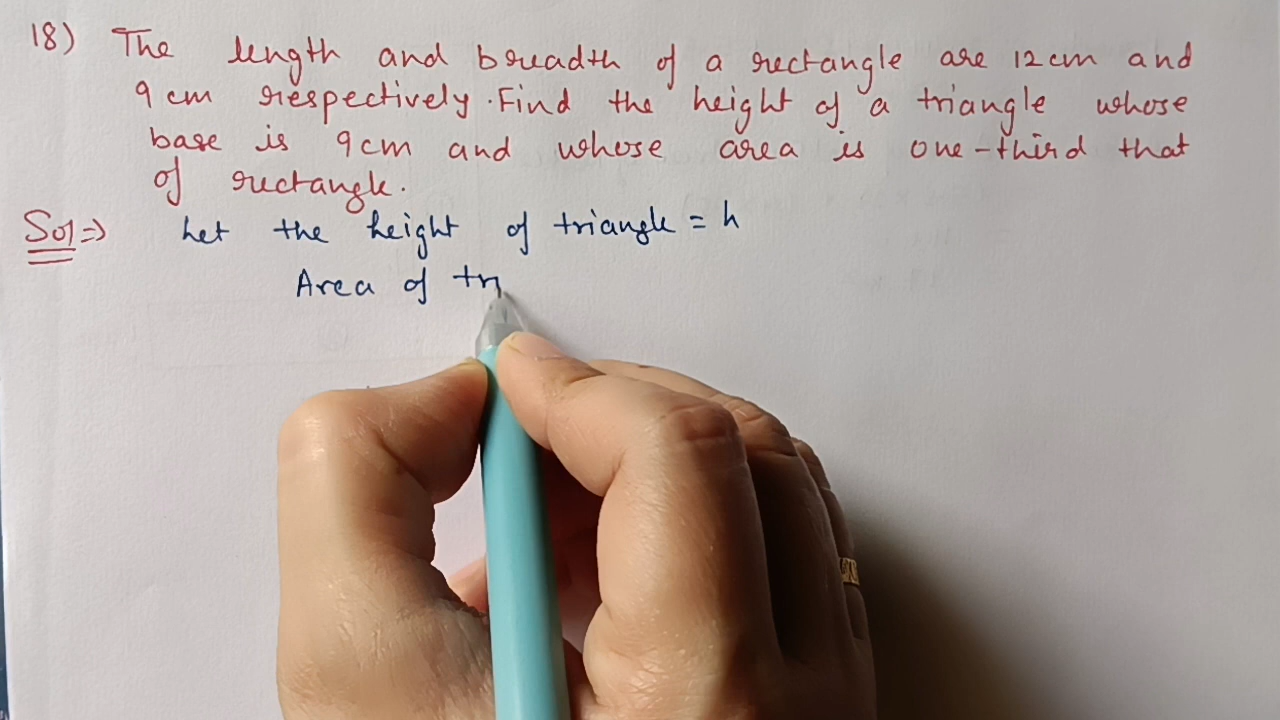 18) The length and breadth of a rectangle are 12 cm and
9 cm respectively. Find the height of a triangle whose
base is 9 cm and whose area is one-third that
of rectangle.
Sol⇒ Let the height of triangle = h
Area of tri